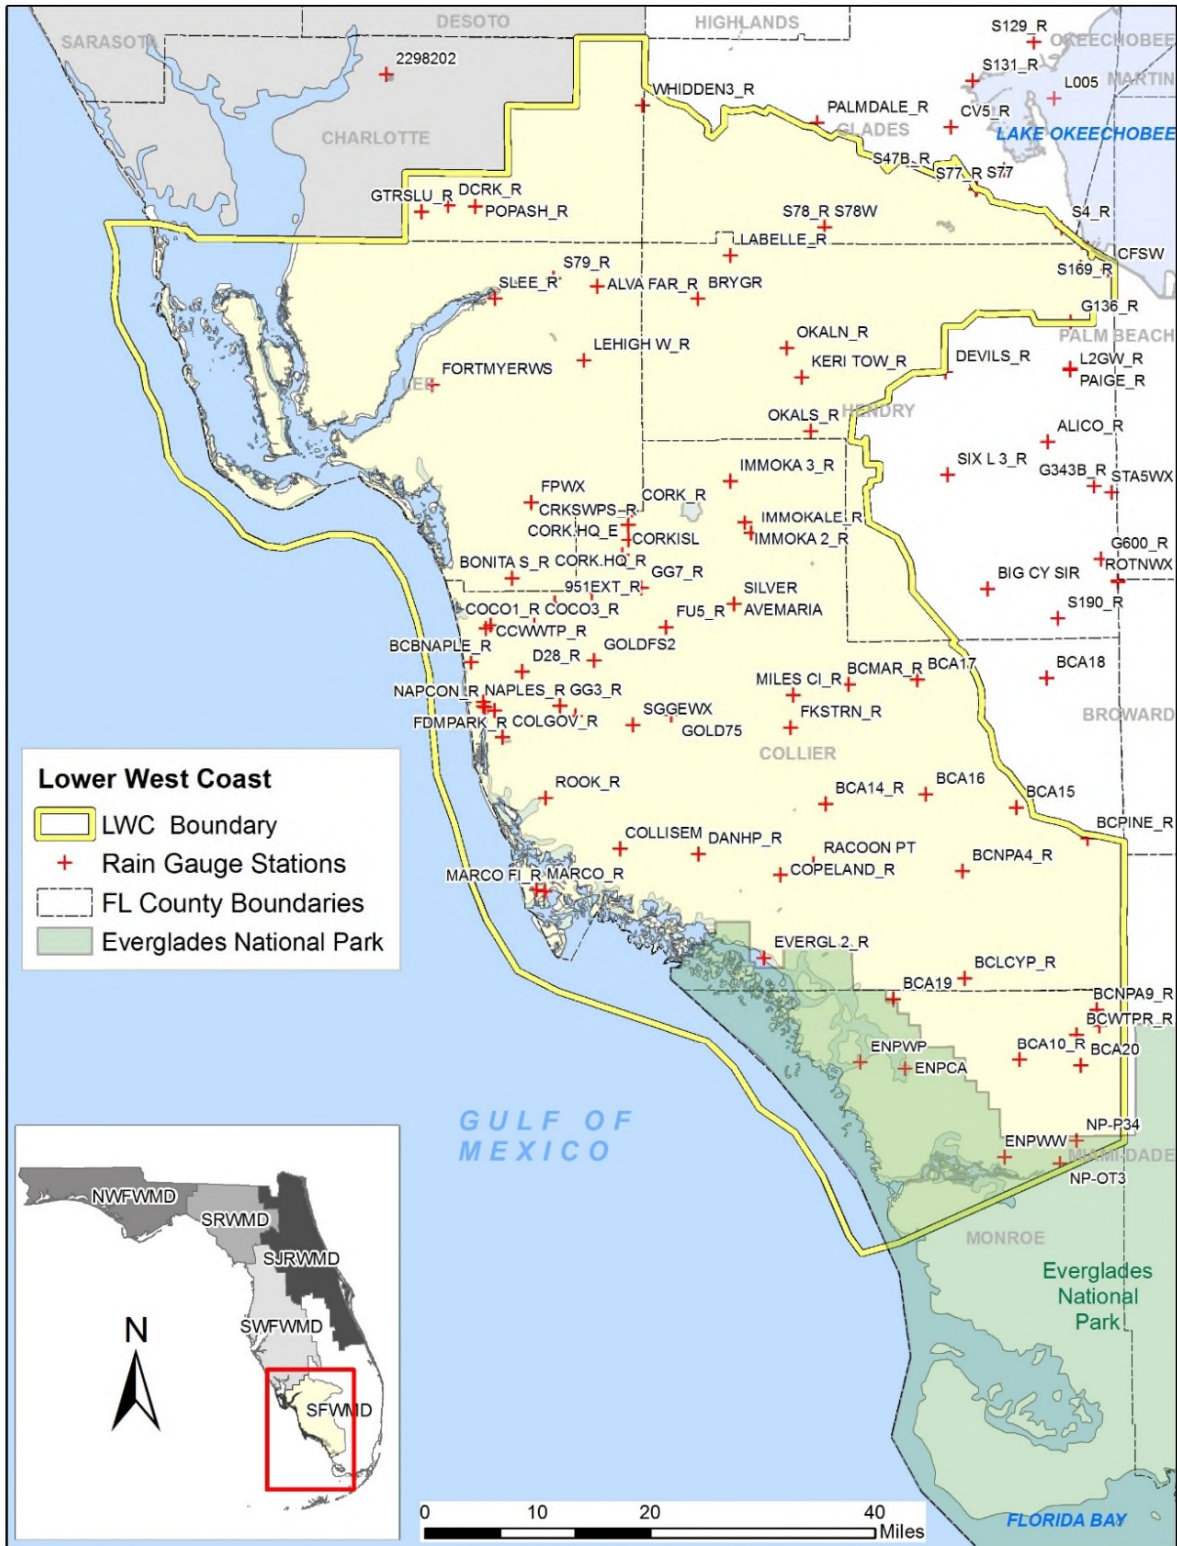 HIGHLANDS
DESOTO
S129_R
SARASOTA
OKEECHOBEE
2298202
S131_R
MARTIN
L005
WHIDDEN3_R
PALMDALE_R
CV5_R
GLADES
LAKE OKEECHOBEE
CHARLOTTE
S47B_R
S77_R
S77
DCRK_R
GTRSLU_R
POPASH_R
S78_R
S78W
S4_R
LABELLE_R
CFSW
S169_R
S79_R
SLEE_R
ALVA FAR_R
BRYGR
G136_R
OKALN_R
PALM BEACH
LEHIGH W_R
DEVILS_R
L2GW_R
KERI TOW_R
FORTMYERWS
LEE
PAIGE_R
OKALS_R
HENDRY
ALICO_R
SIX L 3_R
IMMOKA 3_R
G343B_R
STA5WX
FPWX
CORK_R
CRKSWPS_R
IMMOKALE_R
CORK.HQ_E
CORKISL
IMMOKA 2_R
G600_R
CORK.HQ_R
BONITA S_R
ROTNWX
GG7_R
BIG CY SIR
951EXT_R
SILVER
COCO1_R
COCO3_R
FU5_R
AVEMARIA
S190_R
CCWWTP_R
BCBNAPLE_R
GOLDFS2
D28_R
BCMAR_R
BCA17
BCA18
MILES CI_R
NAPCON_R
NAPLES_R
GG3_R
SGGEWX
FKSTRN_R
BROWARD
FDMPARK_R
COLGOV_R
GOLD75
COLLIER
Lower West Coast
ROOK_R
BCA14_R
BCA16
BCA15
LWC Boundary
BCPINE_R
COLLISEM
DANHP_R
RACOON PT
BCNPA4_R
Rain Gauge Stations
MARCO FI_R
MARCO_R
COPELAND_R
FL County Boundaries
Everglades National Park
EVERGL 2_R
BCLCYP_R
BCA19
BCNPA9_R
BCWTPR_R
BCA10_R
ENPWP
BCA20
ENPCA
GULF OF
MEXICO
NP-P34
ENPWW
MIAMI-DADE
NP-OT3
NWFWMD
SRWMD
MONROE
SJRWMD
Everglades
National
Park
N
SWFWMD
SFWMD
0 10 20 40
Miles
FLORIDA BAY